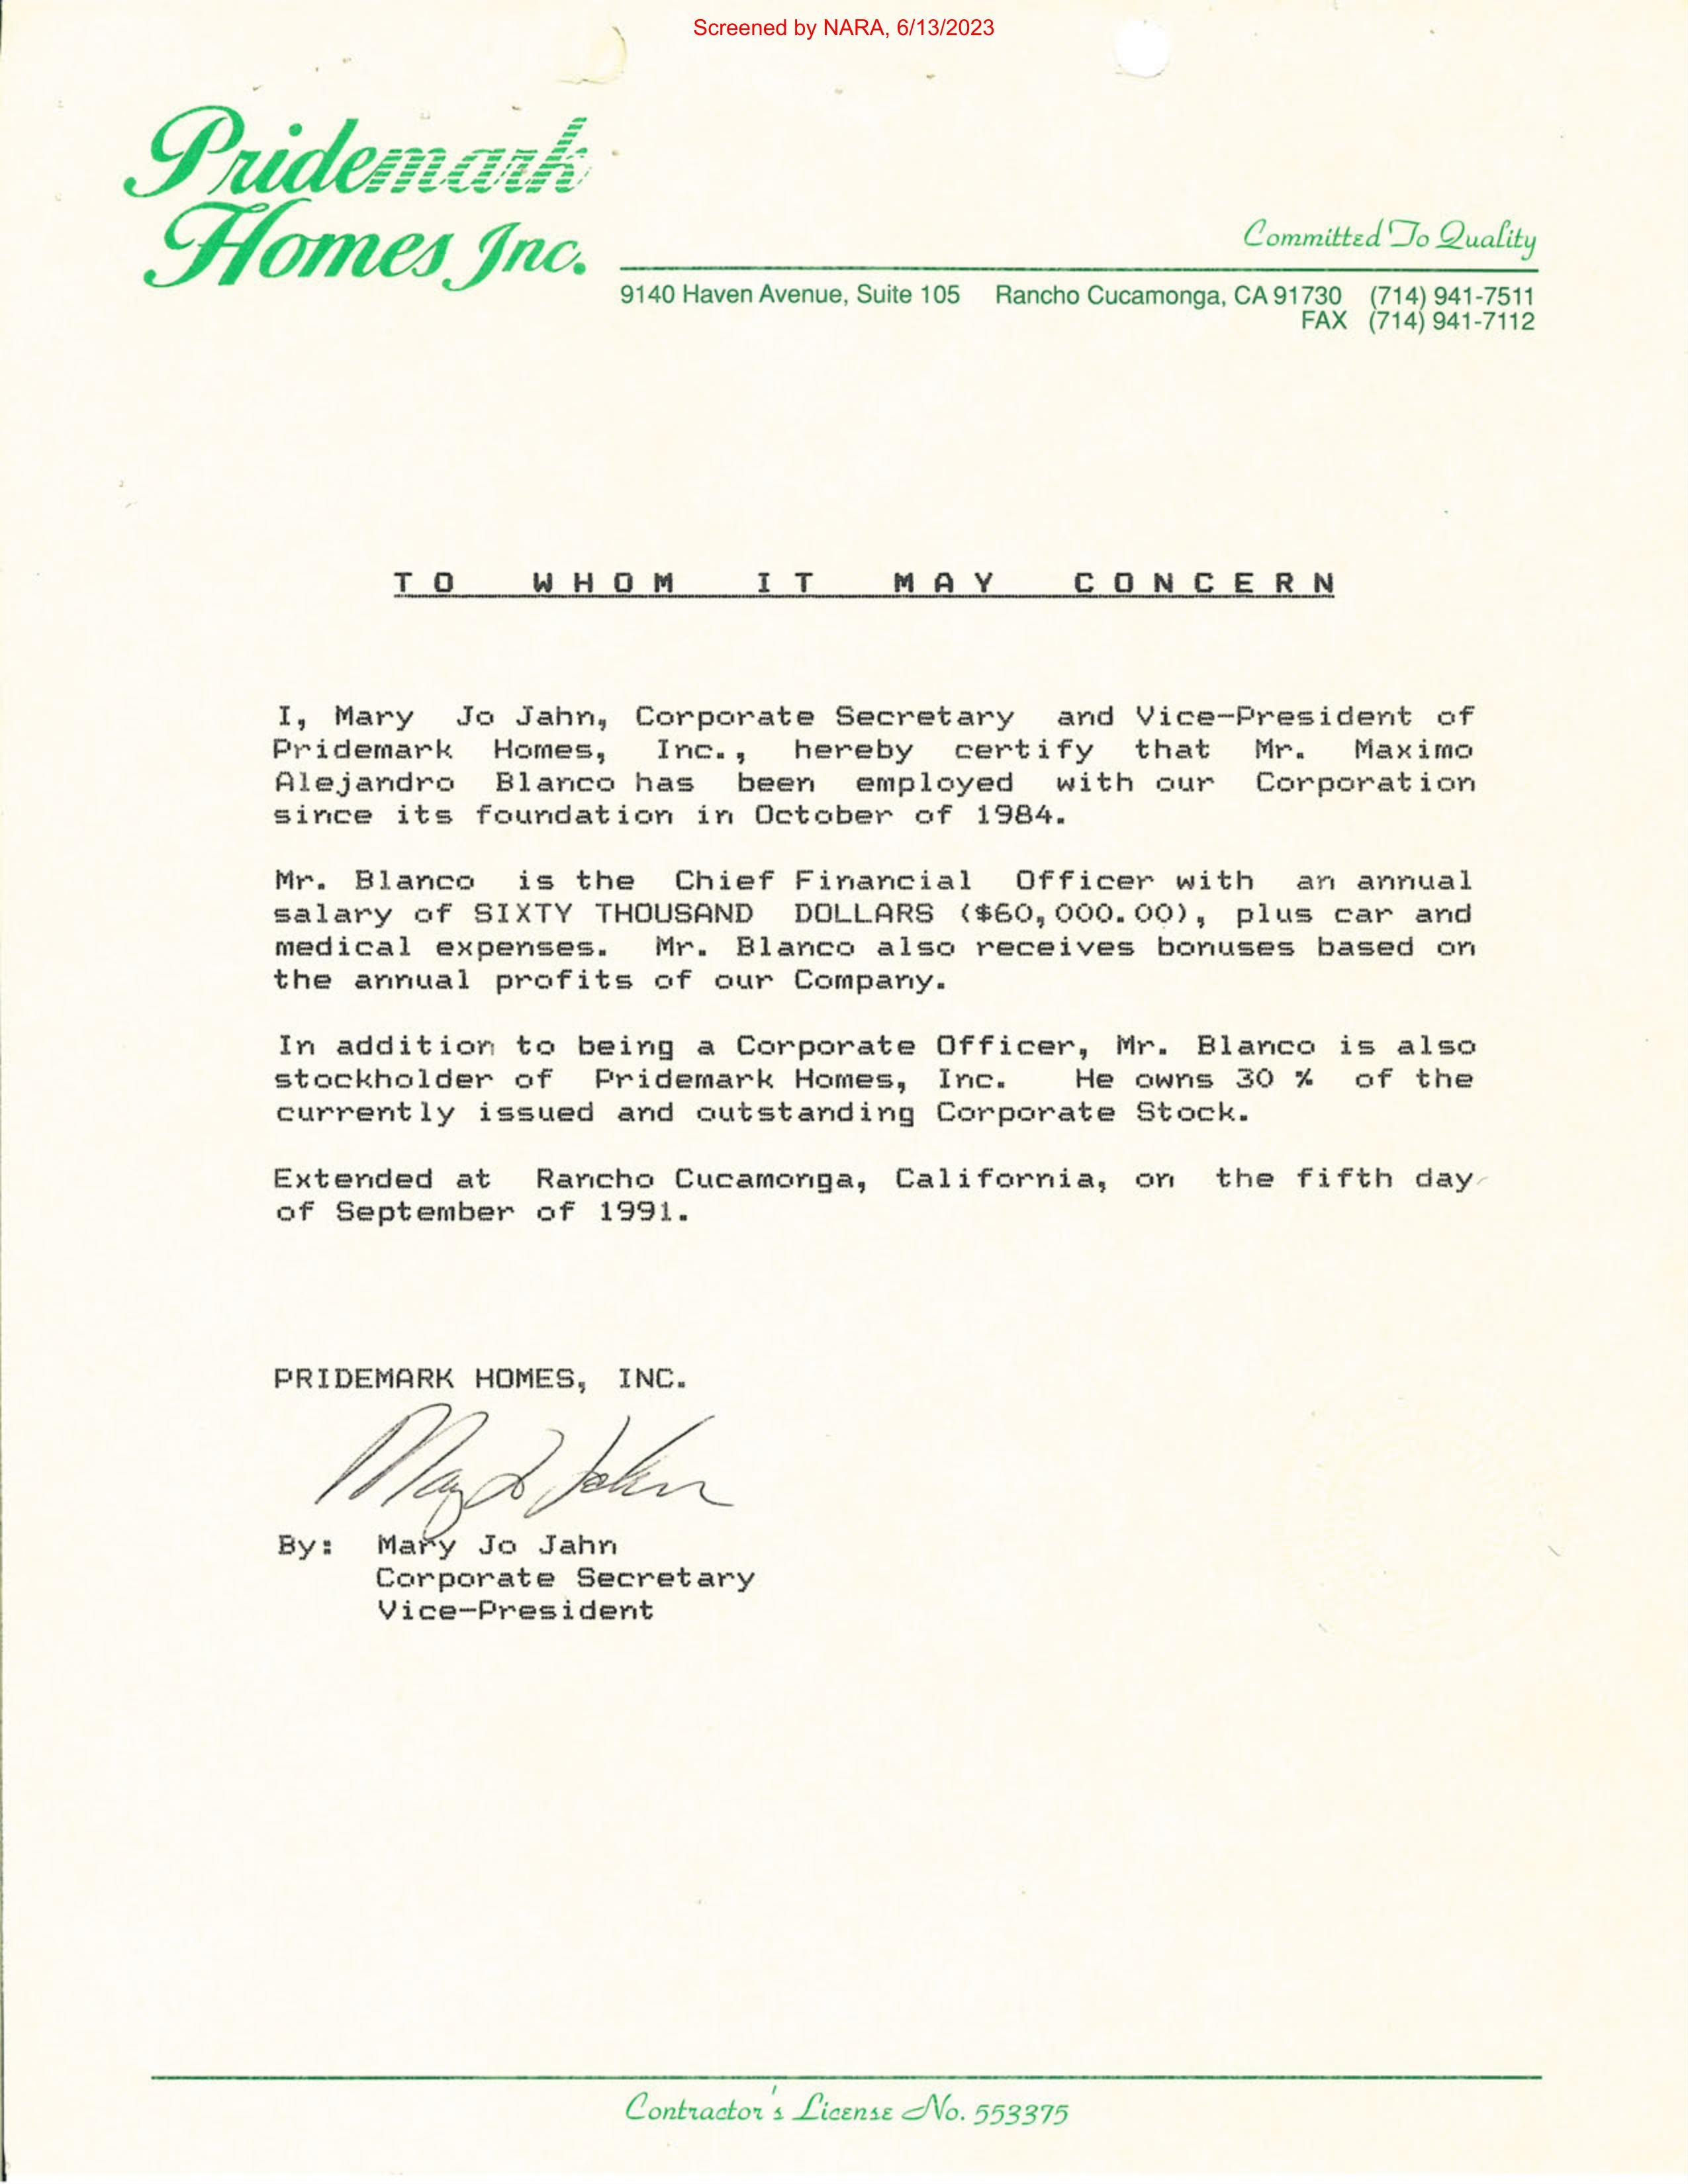 Screened by NARA, 6/13/2023
Pridemark
Homes Inc.
Committed To Quality
9140 Haven Avenue, Suite 105 Rancho Cucamonga, CA 91730 (714) 941-7511
FAX (714) 941-7112
TO WHOM IT MAY CONCERN
I, Mary Jo Jahn, Corporate Secretary and Vice-President of
Pridemark Homes, Inc., hereby certify that Mr. Maximo
Alejandro Blanco has been employed with our Corporation
since its foundation in October of 1984.
Mr. Blanco is the Chief Financial Officer with an annual
salary of SIXTY THOUSAND DOLLARS ($60,000.00), plus car and
medical expenses. Mr. Blanco also receives bonuses based on
the annual profits of our Company.
In addition to being a Corporate Officer, Mr. Blanco is also
stockholder of Pridemark Homes, Inc. He owns 30 % of the
currently issued and outstanding Corporate Stock.
Extended at Rancho Cucamonga, California, on the fifth day
of September of 1991.
PRIDEMARK HOMES, INC.
Mary Jo Jahn
By: Mary Jo Jahn
Corporate Secretary
Vice-President
Contractor's License No. 553375